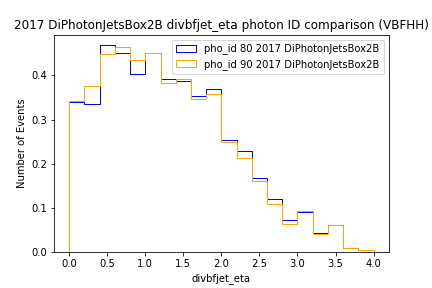 2017 DiPhotonJetsBox2B divbfjet_eta photon ID comparison (VBFHH)
pho_id 80 2017 DiPhotonJetsBox2B
pho_id 90 2017 DiPhotonJetsBox2B
Number of Events
0.4
0.3
0.2
0.1
0.0
0.0 0.5 1.0 1.5 2.0 2.5 3.0 3.5 4.0
divbfjet_eta